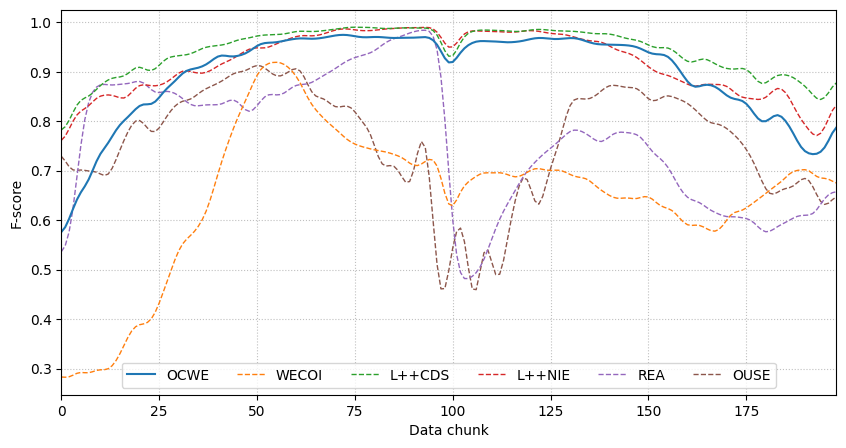 1.0
0.9
0.8
0.7
0.6
0.5
0.4
0.3
F-score
OCWE WECOI L++CDS L++NIE REA OUSE
0 25 50 75 100 125 150 175
Data chunk